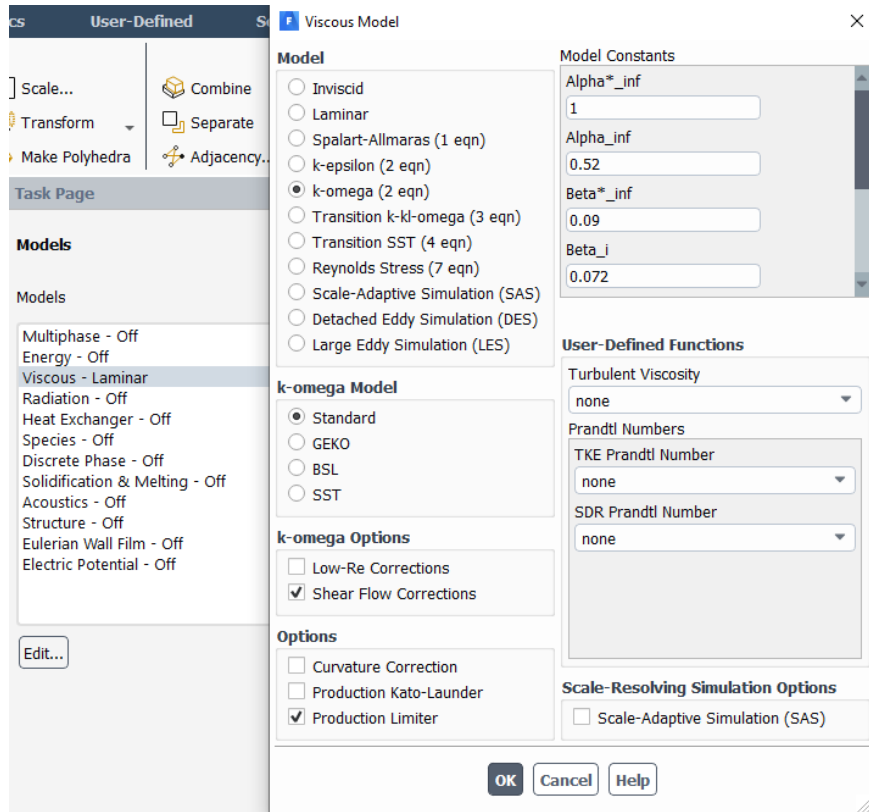 cs
User-Defined
S
Scale...
Transform
Make Polyhedra
Combine
Separate
Adjacency..
Task Page
Models
Models
Multiphase - Off
Energy - Off
Viscous - Laminar
Radiation - Off
Heat Exchanger - Off
Species - Off
Discrete Phase - Off
Solidification & Melting - Off
Acoustics - Off
Structure - Off
Eulerian Wall Film - Off
Electric Potential - Off
Edit...
Viscous Model
Model
Inviscid
Laminar
Spalart-Allmaras (1 eqn)
k-epsilon (2 eqn)
k-omega (2 eqn)
Transition k-kl-omega (3 eqn)
Transition SST (4 eqn)
Reynolds Stress (7 eqn)
Scale-Adaptive Simulation (SAS)
Detached Eddy Simulation (DES)
Large Eddy Simulation (LES)
k-omega Model
Standard
GEKO
BSL
SST
k-omega Options
Low-Re Corrections
Shear Flow Corrections
Options
Curvature Correction
Production Kato-Launder
Production Limiter
Model Constants
Alpha*_inf
1
Alpha_inf
0.52
Beta*_inf
0.09
Beta_i
0.072
User-Defined Functions
Turbulent Viscosity
none
Prandtl Numbers
TKE Prandtl Number
none
SDR Prandtl Number
none
Scale-Resolving Simulation Options
Scale-Adaptive Simulation (SAS)
OK
Cancel
Help